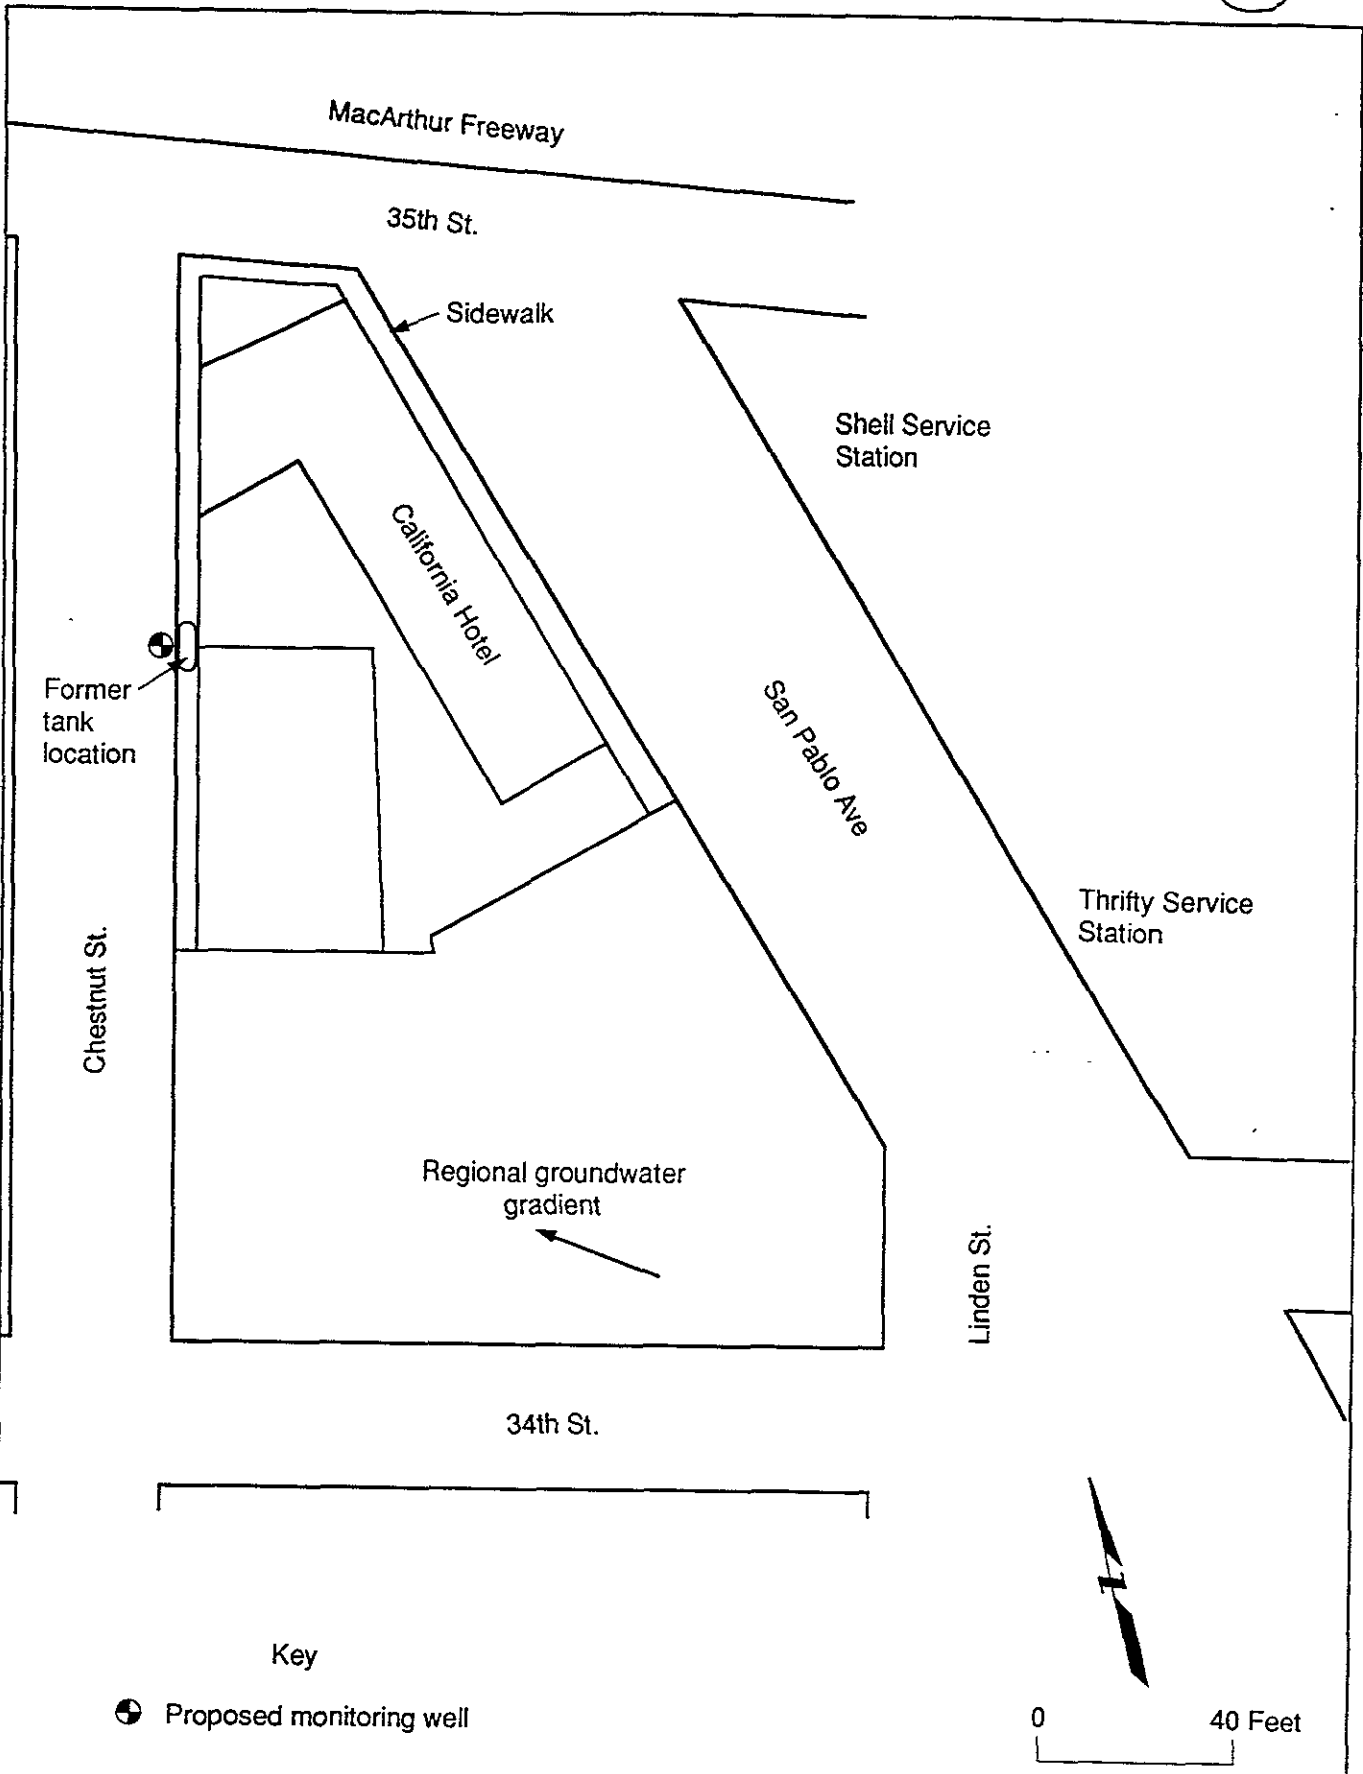 MacArthur Freeway
35th St.
Sidewalk
Shell Service
Station
California Hotel
Former
tank
location
San Pablo Ave
Thrifty Service
Station
Chestnut St.
Regional groundwater
gradient
Linden St.
34th St.
N
Key
Proposed monitoring well
0 40 Feet